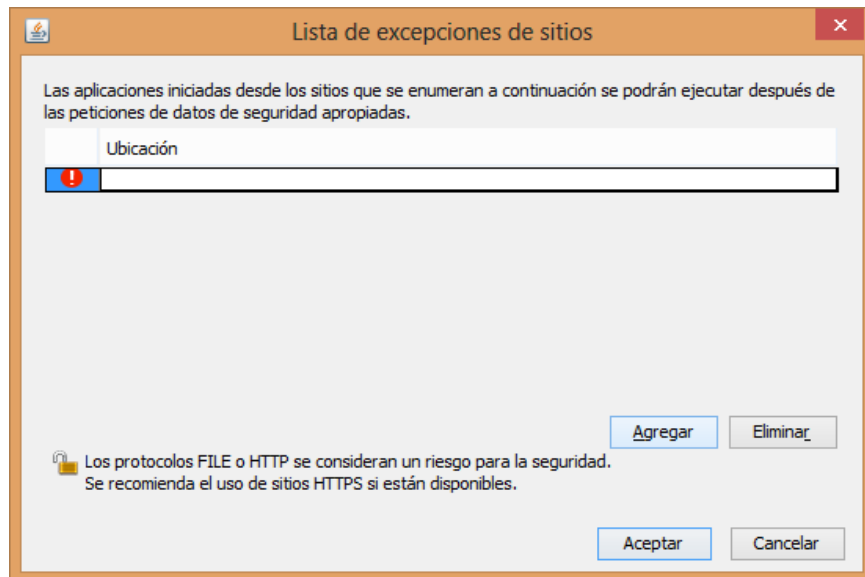 Lista de excepciones de sitios
Las aplicaciones iniciadas desde los sitios que se enumeran a continuación se podrán ejecutar después de
las peticiones de datos de seguridad apropiadas.
Ubicación
Agregar
Eliminar
Los protocolos FILE o HTTP se consideran un riesgo para la seguridad.
Se recomienda el uso de sitios HTTPS si están disponibles.
Aceptar
Cancelar